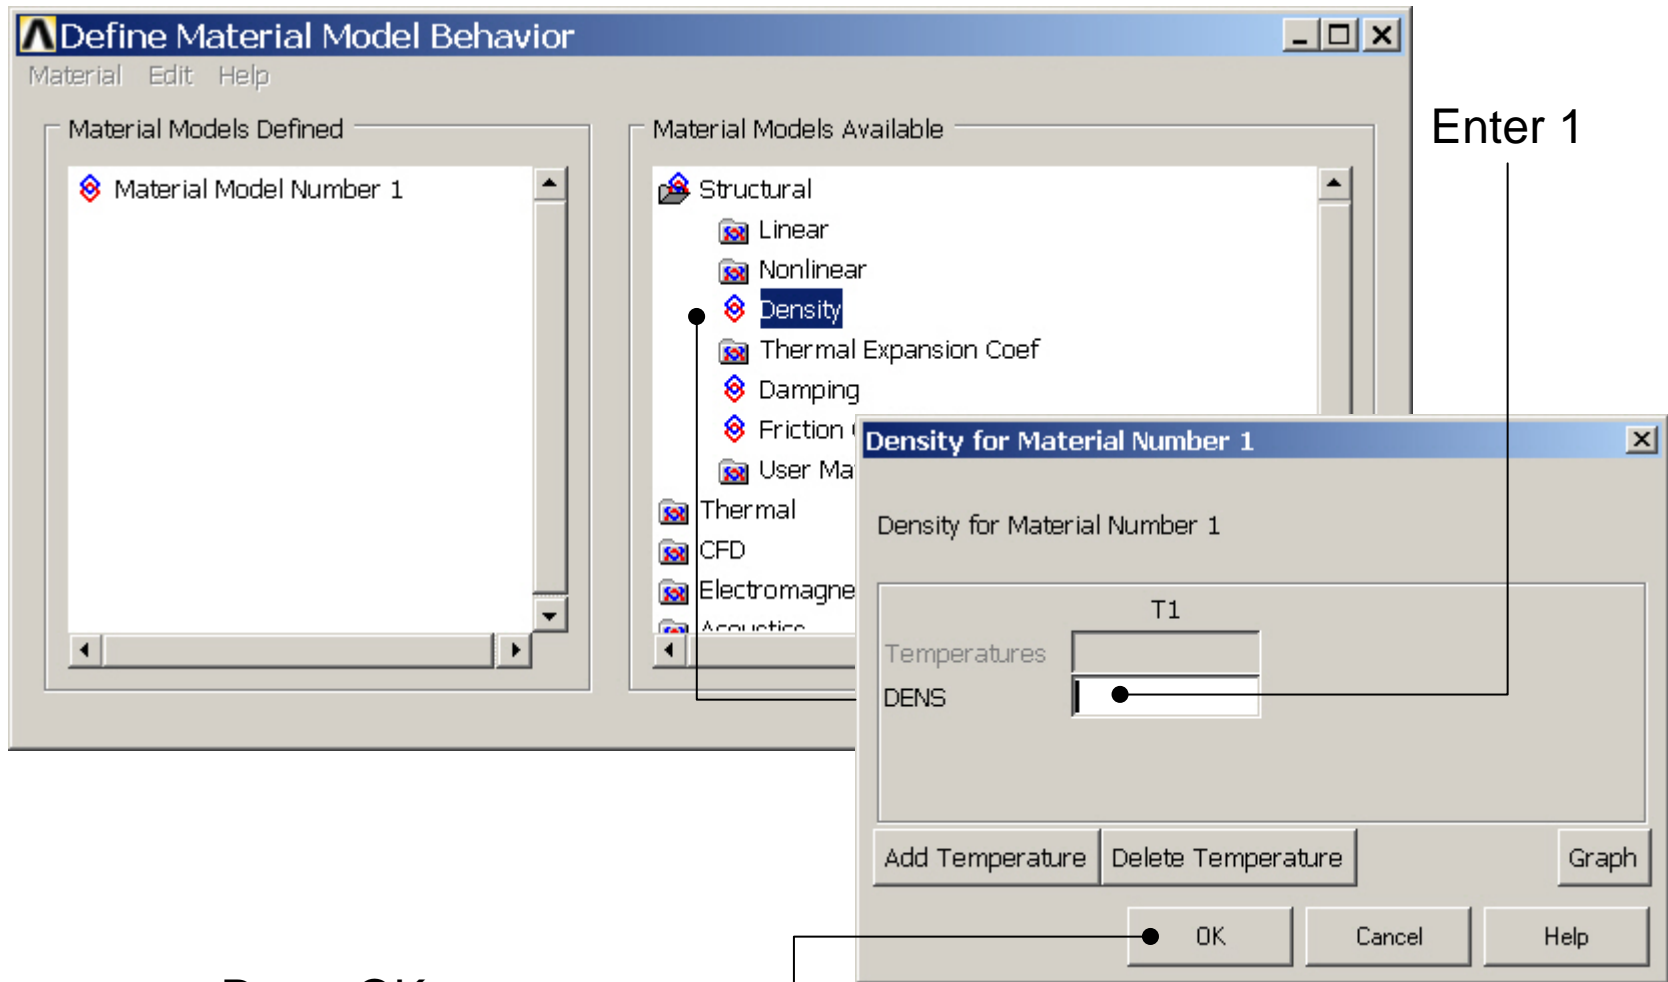 Define Material Model Behavior
Material Edit Help
Material Models Defined
Material Models Available
Enter 1
Material Model Number 1
Structural
Linear
Nonlinear
Density
Thermal Expansion Coef
Damping
Friction
User Ma
Thermal
CFD
Electromagne
Acoustics
Density for Material Number 1
Density for Material Number 1
T1
Temperatures
DENS
Add Temperature Delete Temperature Graph
OK Cancel Help
OK